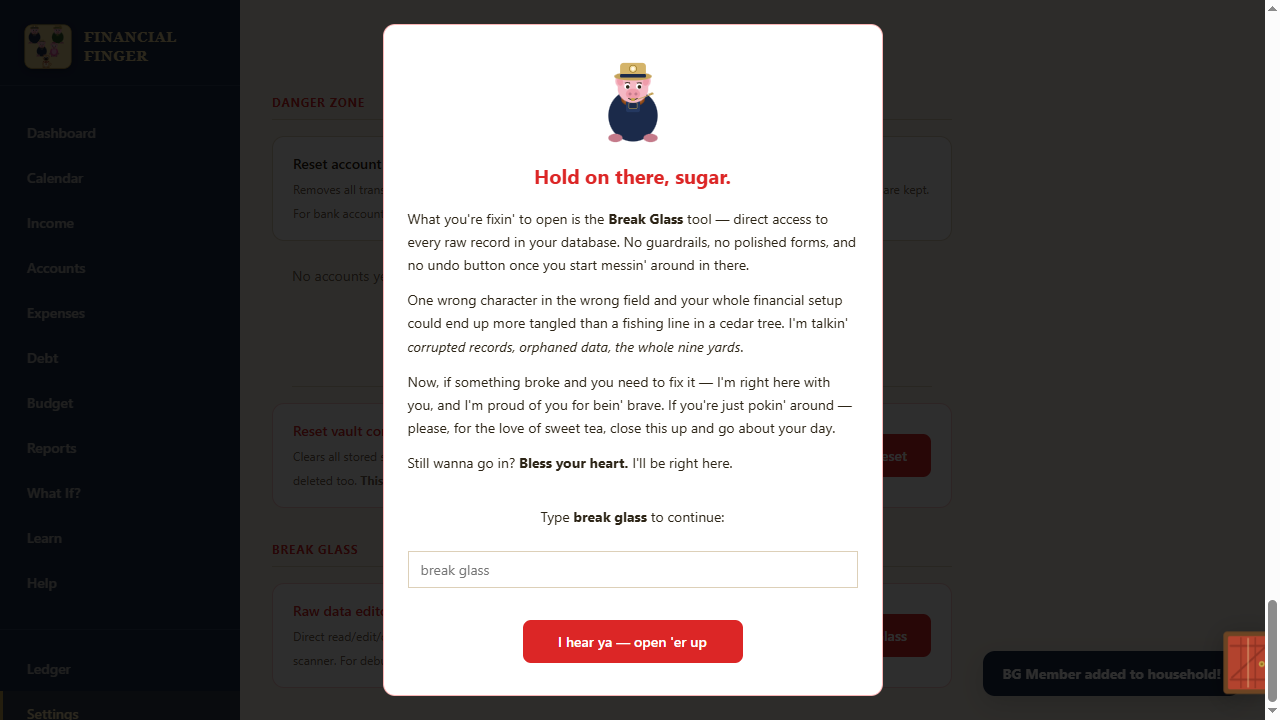 FINANCIAL
FINGER
Dashboard
Calendar
Income
Accounts
Expenses
Debt
Budget
Reports
What If?
Learn
Help
Ledger
Settings
DANGER ZONE
Reset account
Removes all
are kept.
For bank
No accounts
Reset vault
Clears all stored
deleted too. This
BREAK GLASS
Raw data
Direct
scanner. For
Hold on there, sugar.
What you're fixin' to open is the Break Glass tool — direct access to
every raw record in your database. No guardrails, no polished forms, and
no undo button once you start messin' around in there.
One wrong character in the wrong field and your whole financial setup
could end up more tangled than a fishing line in a cedar tree. I'm talkin'
corrupted records, orphaned data, the whole nine yards.
Now, if something broke and you need to fix it — I'm right here with
you, and I'm proud of you for bein' brave. If you're just pokin' around —
please, for the love of sweet tea, close this up and go about your day.
Still wanna go in? Bless your heart. I'll be right here.
Type break glass to continue:
break glass
I hear ya — open 'er up
BG Member added to household!